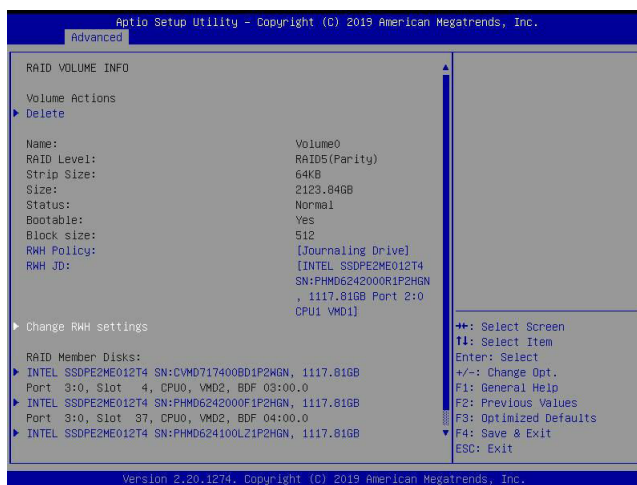 Aptio Setup Utility – Copyright (C) 2019 American Megatrends, Inc.
Advanced
RAID VOLUME INFO
Volume Actions
Delete
Name: Volume0
RAID Level: RAID5(Parity)
Strip Size: 64KB
Size: 2123.84GB
Status: Normal
Bootable: Yes
Block size: 512
RWH Policy: [Journaling Drive]
RWH JD: [INTEL SSDPE2ME012T4
SN:PHMD6242000R1P2HGN
, 1117.81GB Port 2:0
CPU1 VMD1]
Change RWH settings
RAID Member Disks:
INTEL SSDPE2ME012T4 SN:CVMD717400BD1P2WGN, 1117.81GB
Port 3:0, Slot 4, CPU0, VMD2, BDF 03:00.0
INTEL SSDPE2ME012T4 SN:PHMD6242000F1P2HGN, 1117.81GB
Port 3:0, Slot 37, CPU0, VMD2, BDF 04:00.0
INTEL SSDPE2ME012T4 SN:PHMD624100LZ1P2HGN, 1117.81GB
→←: Select Screen
↑↓: Select Item
Enter: Select
+/-: Change Opt.
F1: General Help
F2: Previous Values
F3: Optimized Defaults
F4: Save & Exit
ESC: Exit
Version 2.20.1274. Copyright (C) 2019 American Megatrends, Inc.